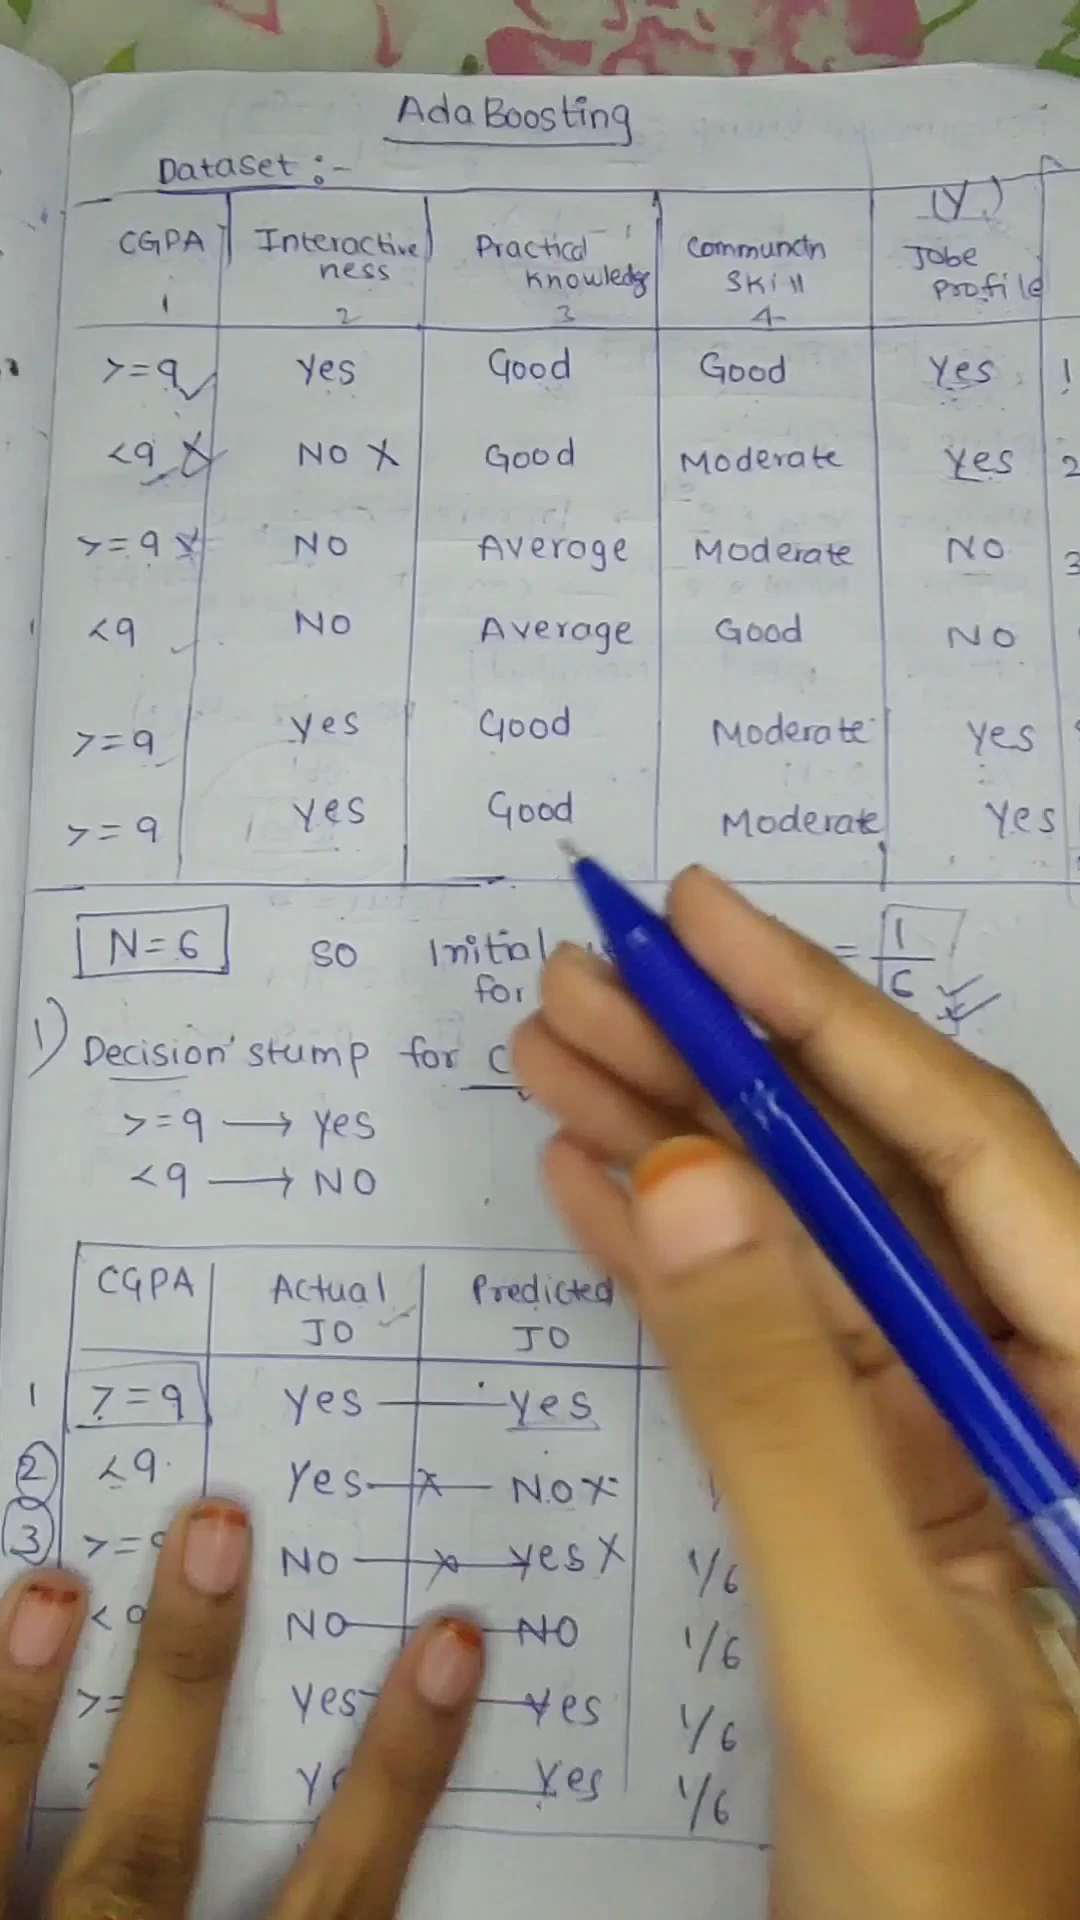 AdaBoosting
Dataset :-
(Y)
CGPA Interactive Practical Communctn Jobe
ness Knowledge Skill Profile
1 2 3 4
>=9 ✓ Yes Good Good Yes 1
<9 X NO X Good Moderate Yes 2
>=9 X NO Average Moderate NO 3
<9 NO Average Good NO
>=9 Yes Good Moderate Yes
>=9 Yes Good Moderate Yes
N=6 so Initial = 1/6
for
1) Decision stump for C
>=9 → Yes
<9 → NO
CGPA Actual Predicted
JO JO
1 >=9 Yes Yes
2 <9 Yes X NO X
3 >= NO X Yes X 1/6
< NO NO 1/6
>= Yes Yes 1/6
Yes 1/6